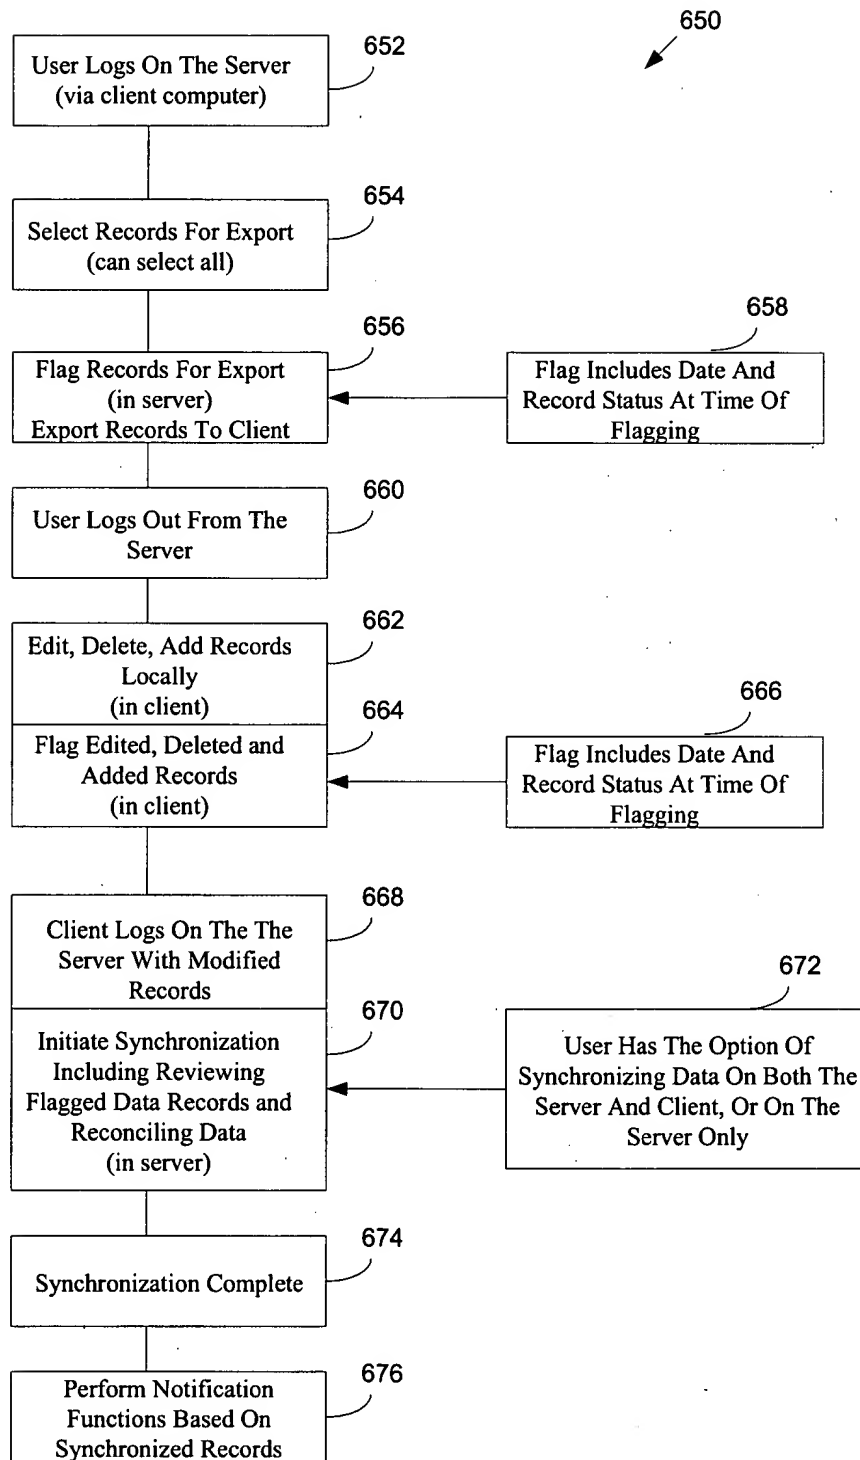 650
652
User Logs On The Server
(via client computer)
654
Select Records For Export
(can select all)
656
Flag Records For Export
(in server)
Export Records To Client
658
Flag Includes Date And
Record Status At Time Of
Flagging
660
User Logs Out From The
Server
662
Edit, Delete, Add Records
Locally
(in client)
664
Flag Edited, Deleted and
Added Records
(in client)
666
Flag Includes Date And
Record Status At Time Of
Flagging
668
Client Logs On The The
Server With Modified
Records
670
Initiate Synchronization
Including Reviewing
Flagged Data Records and
Reconciling Data
(in server)
672
User Has The Option Of
Synchronizing Data On Both The
Server And Client, Or On The
Server Only
674
Synchronization Complete
676
Perform Notification
Functions Based On
Synchronized Records